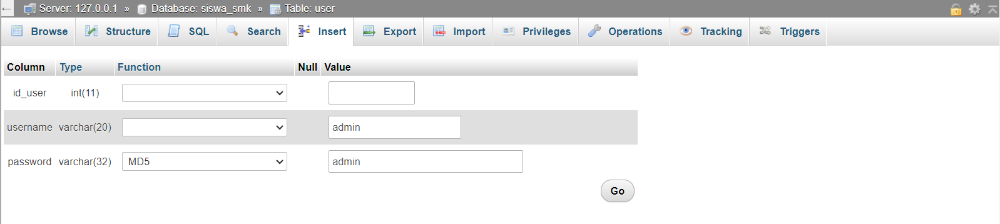 Server: 127.0.0.1 » Database: siswa_smk » Table: user
Browse Structure SQL Search Insert Export Import Privileges Operations Tracking Triggers
Column Type Function Null Value
id_user int(11)
username varchar(20) admin
password varchar(32) MD5 admin
Go